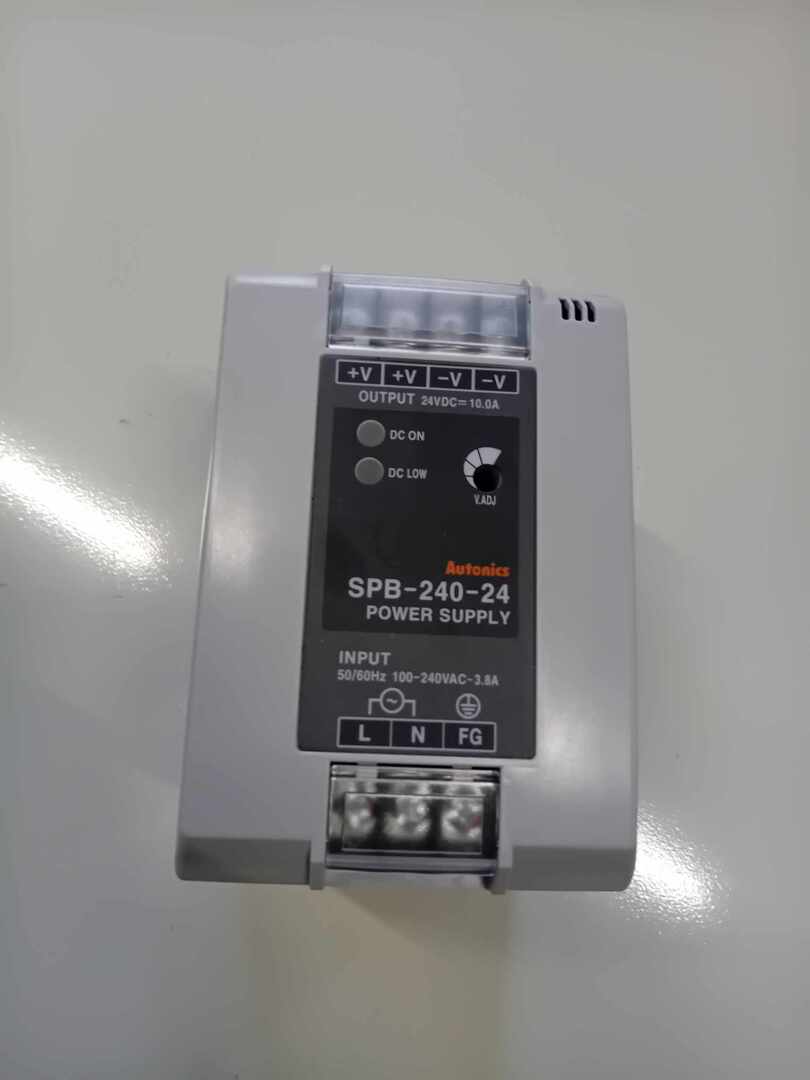 +V +V −V −V
OUTPUT 24VDC⎓10.0A
DC ON
DC LOW
V.ADJ
Autonics
SPB-240-24
POWER SUPPLY
INPUT
50/60Hz 100-240VAC~3.8A
~
L N FG